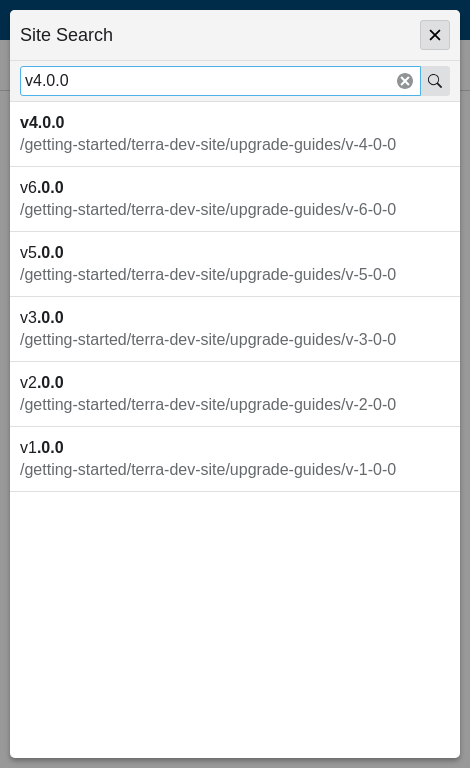 Site Search
v4.0.0
v4.0.0
/getting-started/terra-dev-site/upgrade-guides/v-4-0-0
v6.0.0
/getting-started/terra-dev-site/upgrade-guides/v-6-0-0
v5.0.0
/getting-started/terra-dev-site/upgrade-guides/v-5-0-0
v3.0.0
/getting-started/terra-dev-site/upgrade-guides/v-3-0-0
v2.0.0
/getting-started/terra-dev-site/upgrade-guides/v-2-0-0
v1.0.0
/getting-started/terra-dev-site/upgrade-guides/v-1-0-0